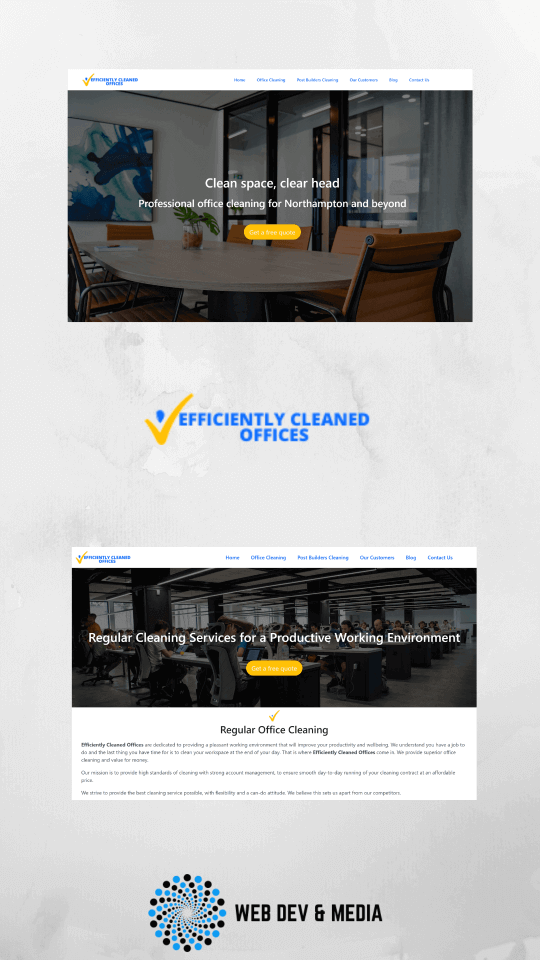 EFFICIENTLY CLEANED
OFFICES
Home Office Cleaning Post Builders Cleaning Our Customers Blog Contact Us
Clean space, clear head
Professional office cleaning for Northampton and beyond
Get a free quote
EFFICIENTLY CLEANED
OFFICES
EFFICIENTLY CLEANED
OFFICES
Home Office Cleaning Post Builders Cleaning Our Customers Blog Contact Us
Regular Cleaning Services for a Productive Working Environment
Get a free quote
Regular Office Cleaning
Efficiently Cleaned Offices are dedicated to providing a pleasant working environment that will improve your productivity and wellbeing. We understand you have a job to
do and the last thing you have time for is to clean your workspace at the end of your day. That is where Efficiently Cleaned Offices come in. We provide superior office
cleaning and value for money.
Our mission is to provide high standards of cleaning with strong account management, to ensure smooth day-to-day running of your cleaning contract at an affordable
price.
We strive to provide the best cleaning service possible, with flexibility and a can-do attitude. We believe this sets us apart from our competitors.
WEB DEV & MEDIA